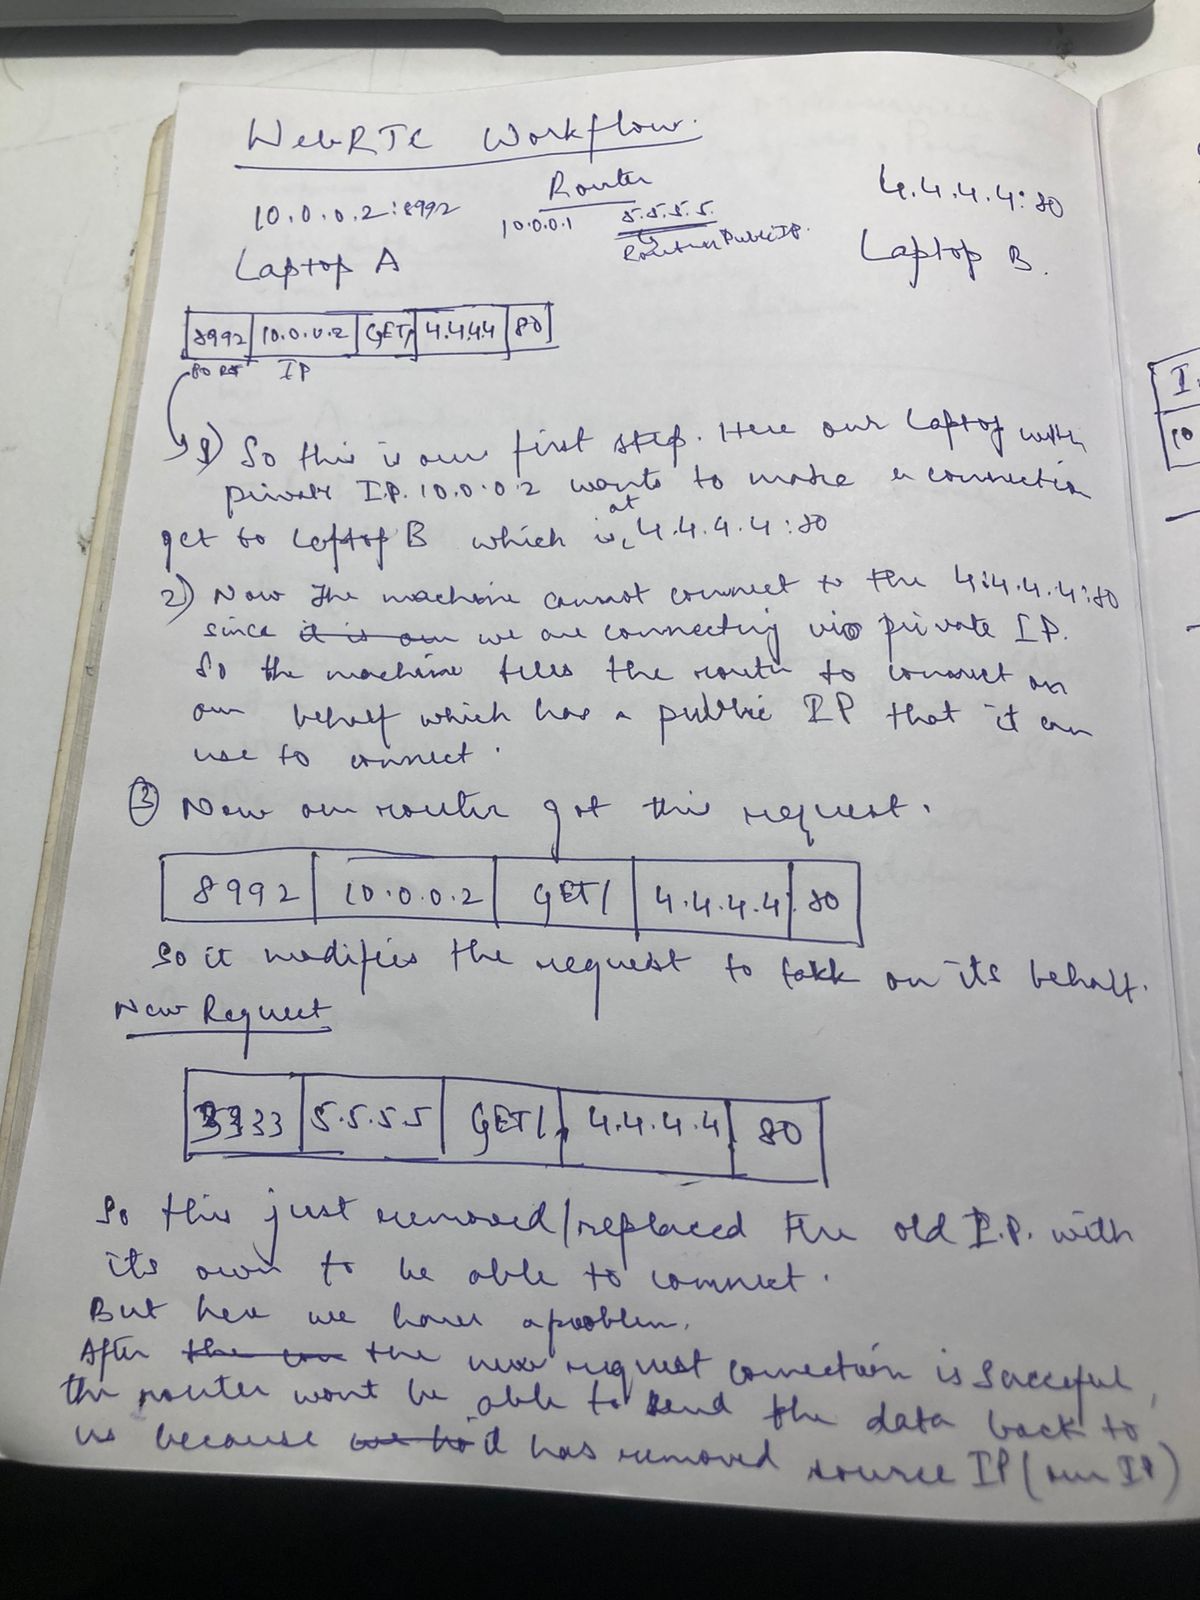 WebRTC Workflow.
10.0.0.2:8992
Router
10.0.0.1 5.5.5.5.
Router Public IP.
4.4.4.4:80
Laptop A
Laptop B.
8992 10.0.0.2 GET/ 4.4.4.4 80
IP
1) So this is our first step. Here our laptop with
private I.P. 10.0.0.2 wants to make a connection
get to laptop B which is at 4.4.4.4:80
2) Now the machine cannot connect to the 4.4.4.4:80
since it is our we are connecting via private IP.
So the machine tells the router to connect on
our behalf which has a public IP that it can
use to connect.
3 Now our router got this request.
8992 10.0.0.2 GET/ 4.4.4.4 80
So it modifies the request to talk on its behalf.
New Request
3333 5.5.5.5 GET/ 4.4.4.4 80
So this just removed/replaced the old I.P. with
its own to be able to connect.
But here we have a problem.
After the con the new request connection is succeful,
the router wont be able to send the data back to
us because we ha it has removed source IP (our IP)
I
10